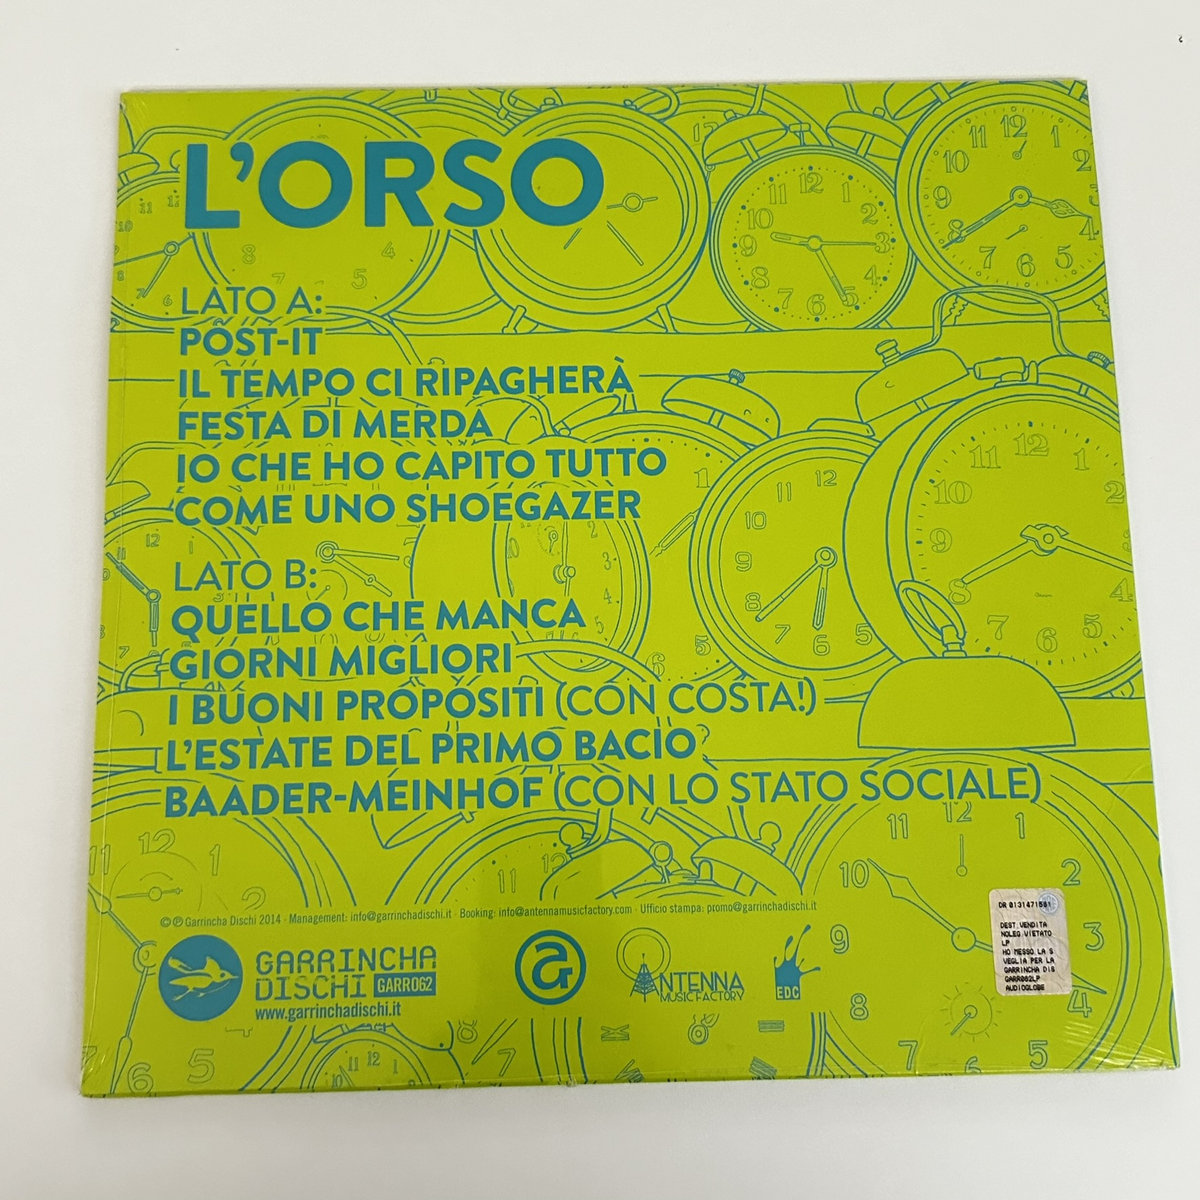 L'ORSO
LATO A:
POST-IT
IL TEMPO CI RIPAGHERÀ
FESTA DI MERDA
IO CHE HO CAPITO TUTTO
COME UNO SHOEGAZER
LATO B:
QUELLO CHE MANCA
GIORNI MIGLIORI
I BUONI PROPOSITI (CON COSTA!)
L'ESTATE DEL PRIMO BACIO
BAADER-MEINHOF (CON LO STATO SOCIALE)
©℗ Garrincha Dischi 2014 · Management: info@garrinchadischi.it · Booking: info@antennamusicfactory.com · Ufficio stampa: promo@garrinchadischi.it
GARRINCHA
DISCHI GARR062
www.garrinchadischi.it
ANTENNA
MUSIC FACTORY
EDC
DEST.VENDITA
NOLEG.VIETATO
LP
HO MESSO LA S
VEGLIA PER LA
GARRINCHA DIS
GARR062LP
AUDIOGLOBE